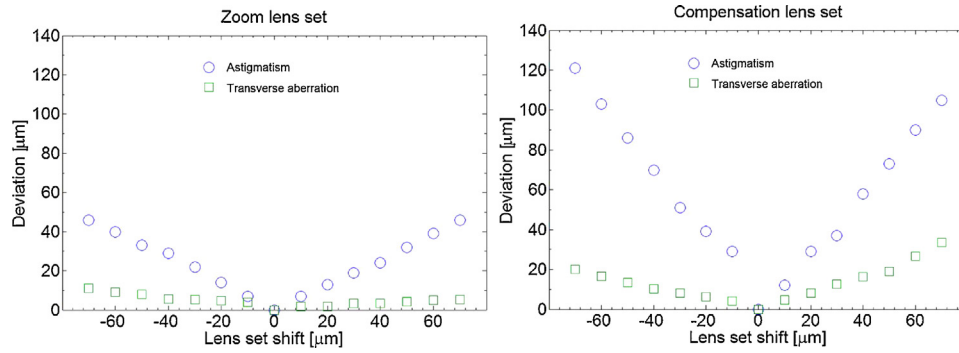 Zoom lens set
140
120
100
80
60
40
20
0
Deviation [μm]
Astigmatism
Transverse aberration
-60 -40 -20 0 20 40 60
Lens set shift [μm]
Compensation lens set
140
120
100
80
60
40
20
0
Deviation [μm]
Astigmatism
Transverse aberration
-60 -40 -20 0 20 40 60
Lens set shift [μm]